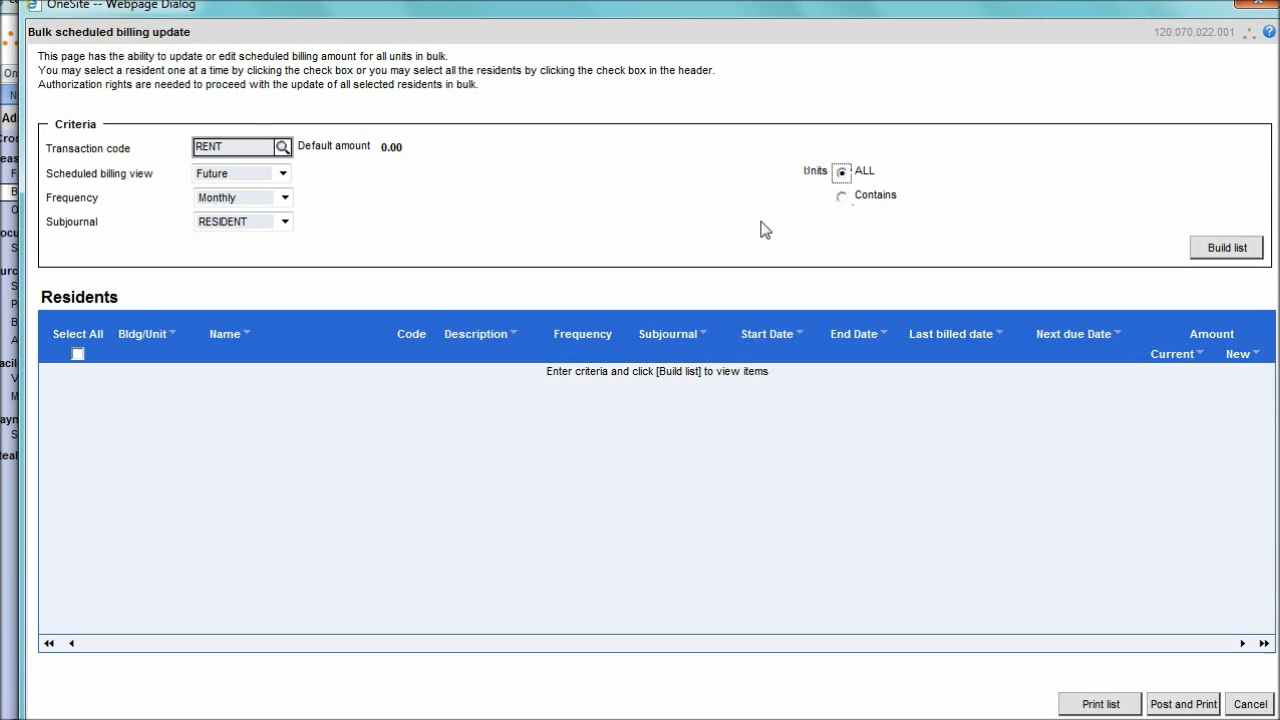 OneSite -- Webpage Dialog
Bulk scheduled billing update 120.070.022.001
This page has the ability to update or edit scheduled billing amount for all units in bulk.
You may select a resident one at a time by clicking the check box or you may select all the residents by clicking the check box in the header.
Authorization rights are needed to proceed with the update of all selected residents in bulk.
Criteria
Transaction code RENT Default amount 0.00
Scheduled billing view Future Units ALL
Frequency Monthly Contains
Subjournal RESIDENT
Build list
Residents
Select All Bldg/Unit Name Code Description Frequency Subjournal Start Date End Date Last billed date Next due Date Amount
Current New
Enter criteria and click [Build list] to view items
Print list Post and Print Cancel